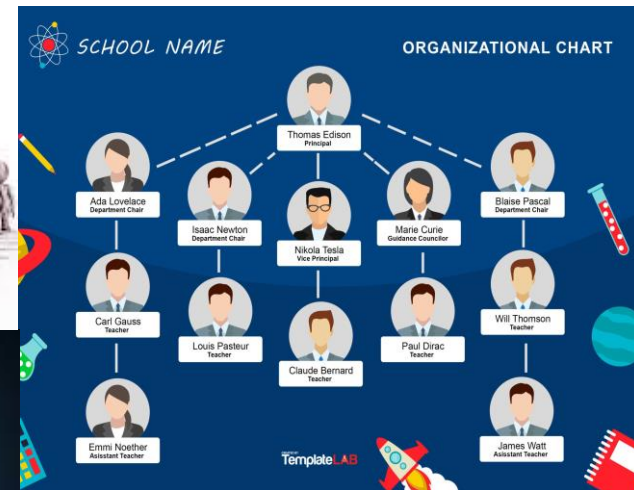 SCHOOL NAME
ORGANIZATIONAL CHART
Thomas Edison
Principal
Ada Lovelace
Department Chair
Isaac Newton
Department Chair
Nikola Tesla
Vice Principal
Marie Curie
Guidance Councilor
Blaise Pascal
Department Chair
Carl Gauss
Teacher
Louis Pasteur
Teacher
Claude Bernard
Teacher
Paul Dirac
Teacher
Will Thomson
Teacher
Emmi Noether
Asisstant Teacher
James Watt
Asisstant Teacher
TemplateLAB